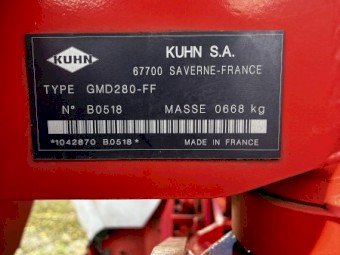 KUHN
KUHN S.A.
67700 SAVERNE-FRANCE
TYPE GMD280-FF
N° B0518 MASSE 0668 kg
*1042870 B0518* MADE IN FRANCE